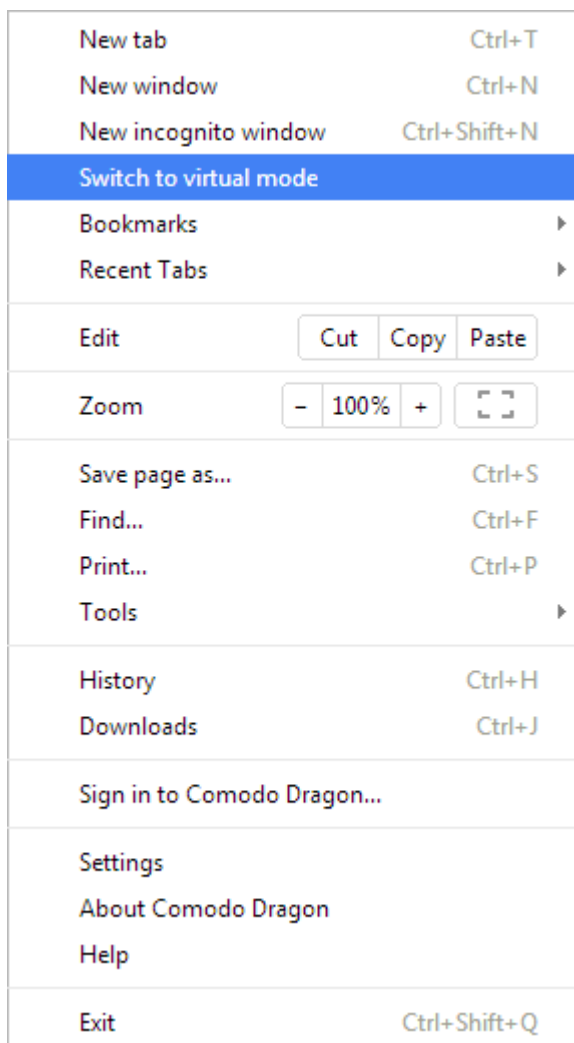 New tab Ctrl+T
New window Ctrl+N
New incognito window Ctrl+Shift+N
Switch to virtual mode
Bookmarks
Recent Tabs
Edit Cut Copy Paste
Zoom - 100% +
Save page as... Ctrl+S
Find... Ctrl+F
Print... Ctrl+P
Tools
History Ctrl+H
Downloads Ctrl+J
Sign in to Comodo Dragon...
Settings
About Comodo Dragon
Help
Exit Ctrl+Shift+Q